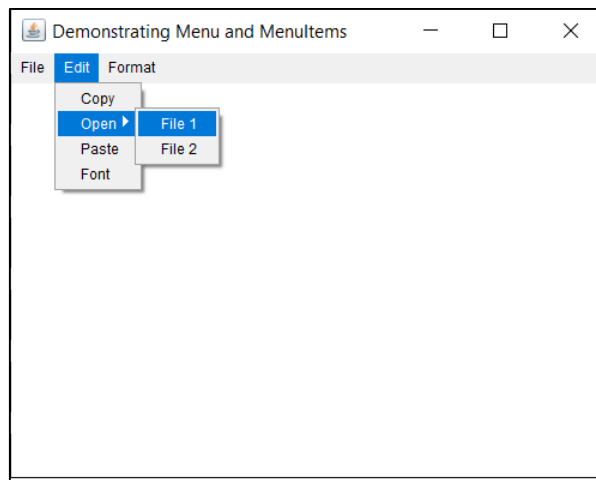 Demonstrating Menu and MenuItems
File Edit Format
Copy
Open File 1
Paste File 2
Font